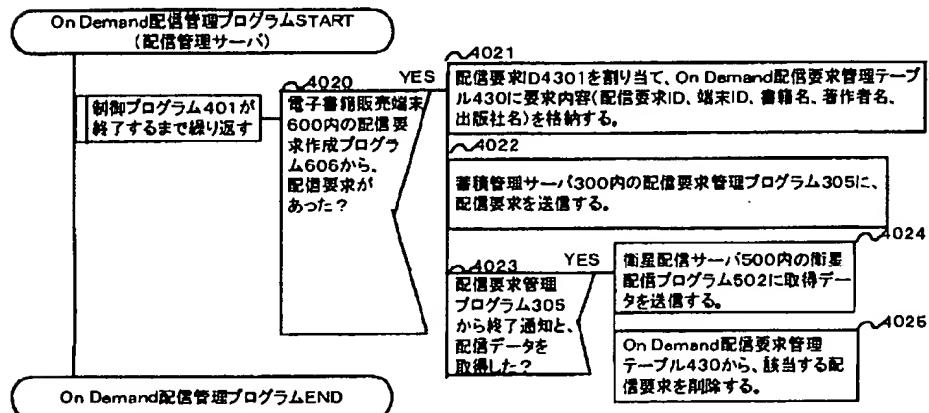 On Demand配信管理プログラムSTART
(配信管理サーバ)
制御プログラム401が
終了するまで繰り返す
4020
YES
電子書籍販売端末
600内の配信要
求作成プログラ
ム606から、
配信要求が
あった?
4021
配信要求ID4301を割り当て、On Demand配信要求管理テーブ
ル430に要求内容(配信要求ID、端末ID、書籍名、著作者名、
出版社名)を格納する。
4022
蓄積管理サーバ300内の配信要求管理プログラム305に、
配信要求を送信する。
4023
YES
配信要求管理
プログラム305
から終了通知と、
配信データを
取得した?
4024
衛星配信サーバ500内の衛星
配信プログラム502に取得デー
タを送信する。
4025
On Demand配信要求管理
テーブル430から、該当する配
信要求を削除する。
On Demand配信管理プログラムEND